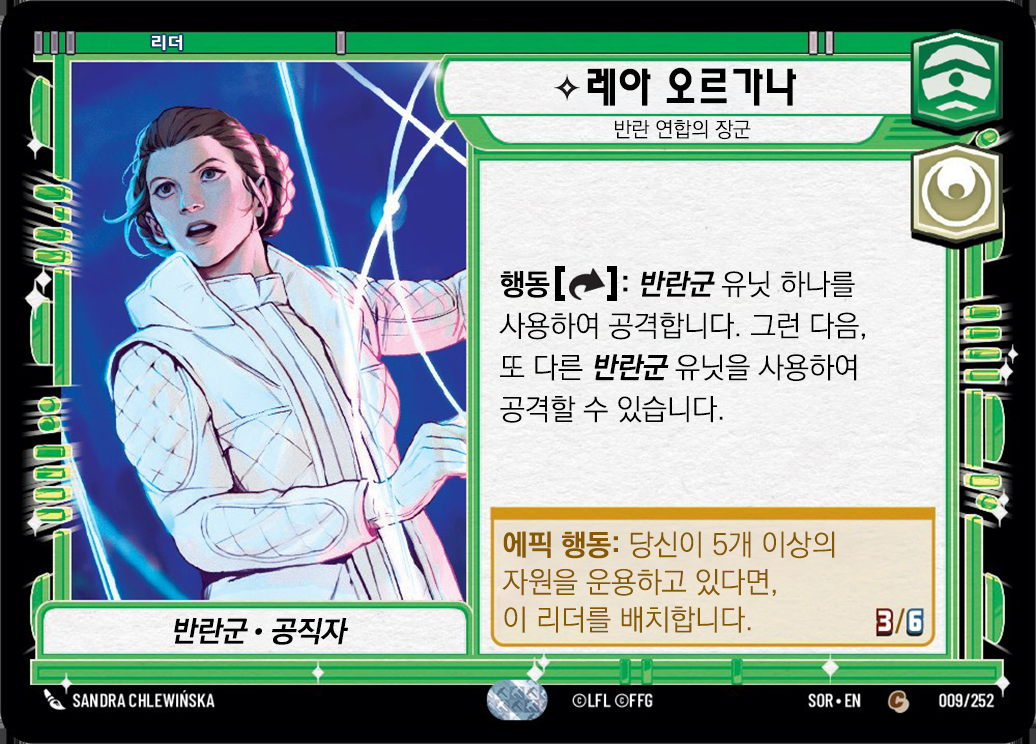 리더
✧레아 오르가나
반란 연합의 장군
행동[↷]: 반란군 유닛 하나를
사용하여 공격합니다. 그런 다음,
또 다른 반란군 유닛을 사용하여
공격할 수 있습니다.
에픽 행동: 당신이 5개 이상의
자원을 운용하고 있다면,
이 리더를 배치합니다.
3/6
반란군 • 공직자
SANDRA CHLEWIŃSKA
©LFL ©FFG
SOR • EN
C
009/252